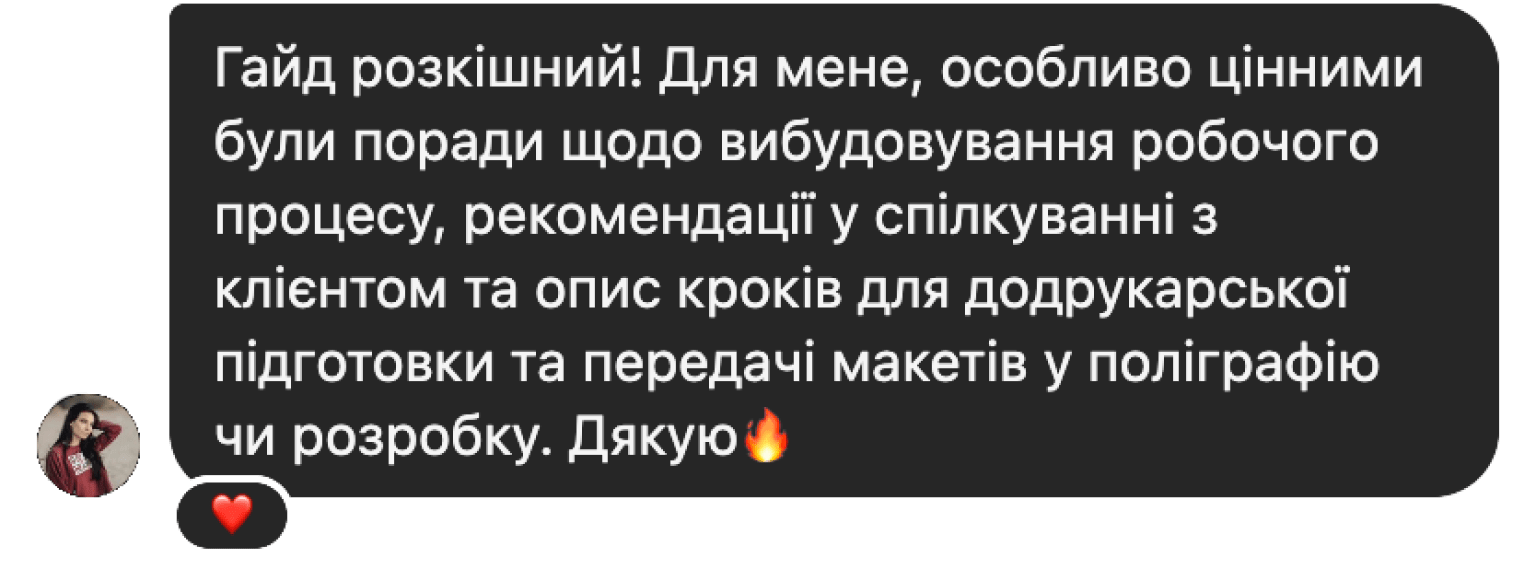 Гайд розкішний! Для мене, особливо цінними
були поради щодо вибудовування робочого
процесу, рекомендації у спілкуванні з
клієнтом та опис кроків для додрукарської
підготовки та передачі макетів у поліграфію
чи розробку. Дякую🔥
❤️